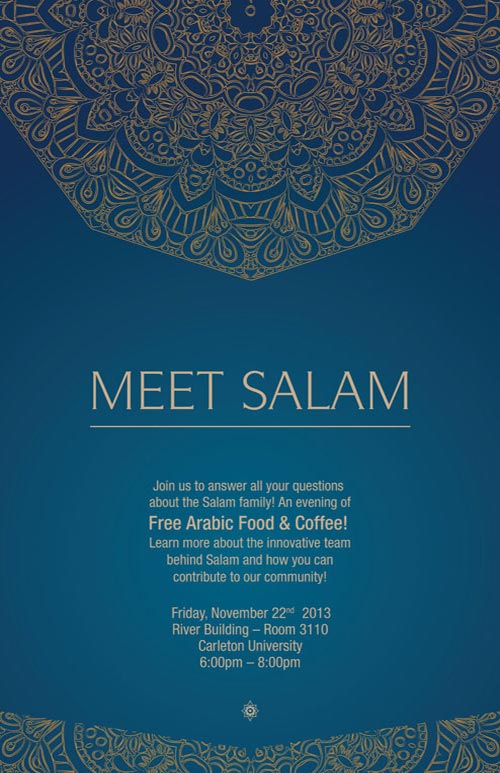 MEET SALAM
Join us to answer all your questions
about the Salam family! An evening of
Free Arabic Food & Coffee!
Learn more about the innovative team
behind Salam and how you can
contribute to our community!
Friday, November 22nd 2013
River Building – Room 3110
Carleton University
6:00pm – 8:00pm